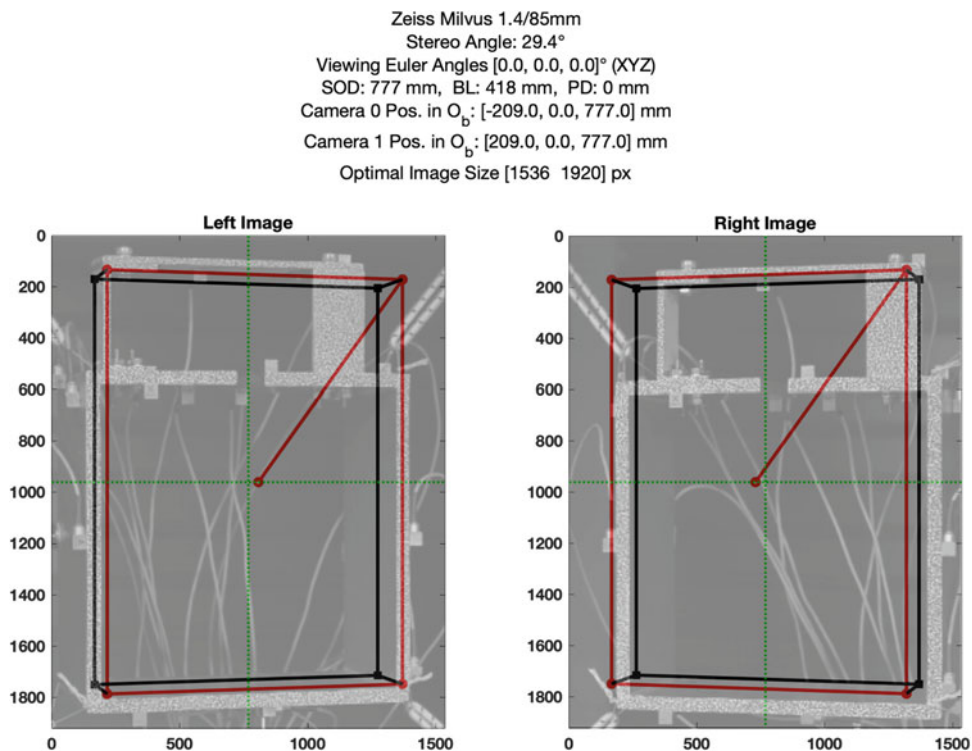 Zeiss Milvus 1.4/85mm
Stereo Angle: 29.4°
Viewing Euler Angles [0.0, 0.0, 0.0]° (XYZ)
SOD: 777 mm, BL: 418 mm, PD: 0 mm
Camera 0 Pos. in O_b: [-209.0, 0.0, 777.0] mm
Camera 1 Pos. in O_b: [209.0, 0.0, 777.0] mm
Optimal Image Size [1536 1920] px
Left Image
0
200
400
600
800
1000
1200
1400
1600
1800
0 500 1000 1500
Right Image
0
200
400
600
800
1000
1200
1400
1600
1800
0 500 1000 1500